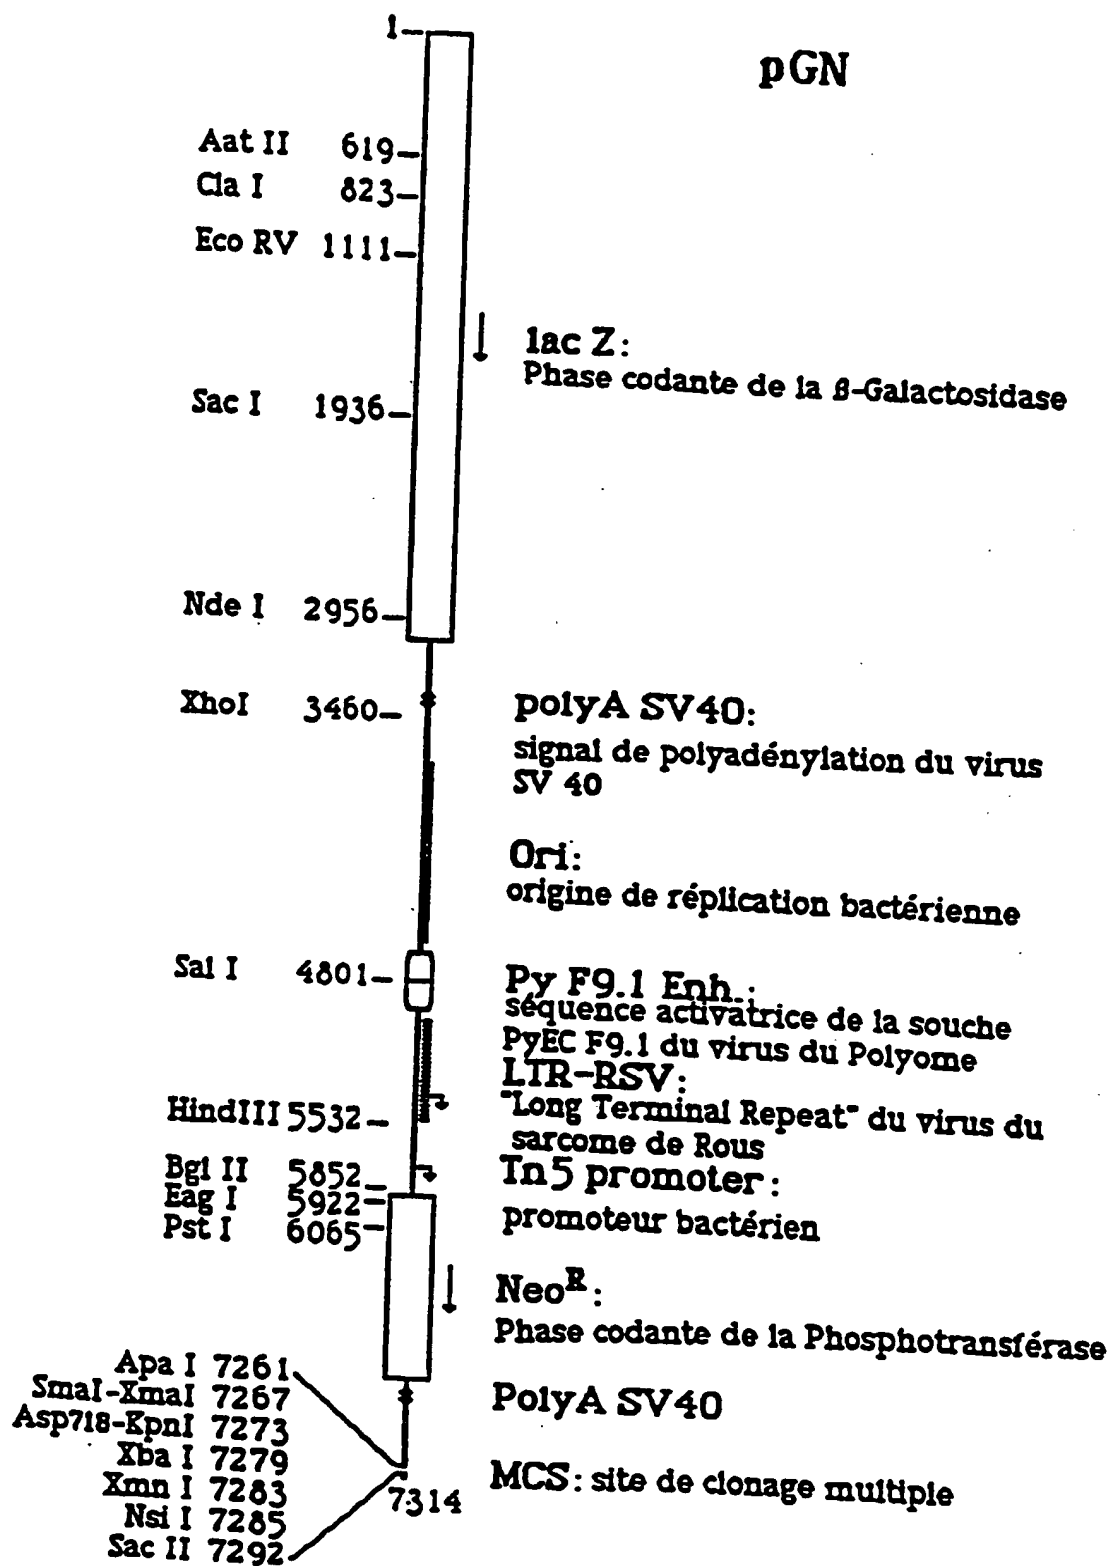 1
pGN
Aat II 619
Cla I 823
Eco RV 1111
lac Z:
Phase codante de la β-Galactosidase
Sac I 1936
Nde I 2956
XhoI 3460
polyA SV40:
signal de polyadénylation du virus
SV 40
Ori:
origine de réplication bactérienne
Sal I 4801
Py F9.1 Enh.:
séquence activatrice de la souche
PyEC F9.1 du virus du Polyome
LTR-RSV:
"Long Terminal Repeat" du virus du
sarcome de Rous
HindIII 5532
Bgl II 5852
Eag I 5922
Pst I 6065
Tn5 promoter:
promoteur bactérien
Neo^R:
Phase codante de la Phosphotransférase
Apa I 7261
SmaI-XmaI 7267
Asp718-KpnI 7273
Xba I 7279
Xmn I 7283
Nsi I 7285
Sac II 7292
PolyA SV40
MCS: site de clonage multiple
7314